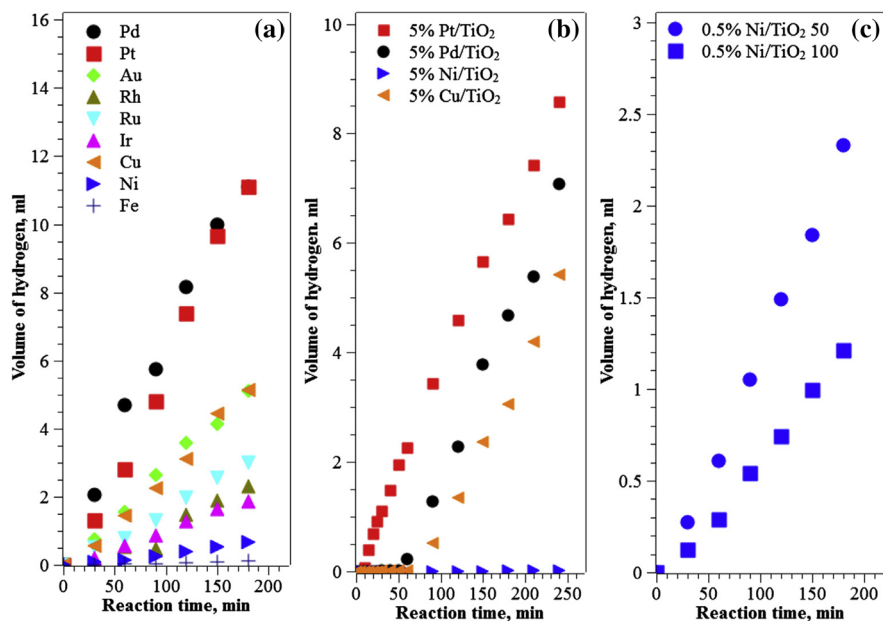 (a)
Pd
Pt
Au
Rh
Ru
Ir
Cu
Ni
Fe
Volume of hydrogen, ml
16
14
12
10
8
6
4
2
0
0 50 100 150 200
Reaction time, min
(b)
5% Pt/TiO2
5% Pd/TiO2
5% Ni/TiO2
5% Cu/TiO2
Volume of hydrogen. ml
10
8
6
4
2
0
0 50 100 150 200 250
Reaction time, min
(c)
0.5% Ni/TiO2 50
0.5% Ni/TiO2 100
Volume of hydrogen, ml
3
2.5
2
1.5
1
0.5
0
0 50 100 150 200
Reaction time, min